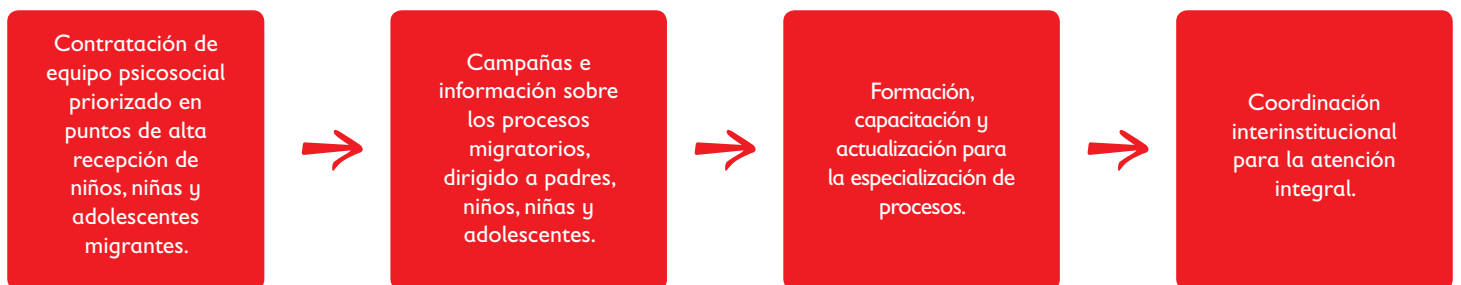 Contratación de
equipo psicosocial
priorizado en
puntos de alta
recepción de
niños, niñas y
adolescentes
migrantes.
Campañas e
información sobre
los procesos
migratorios,
dirigido a padres,
niños, niñas y
adolescentes.
Formación,
capacitación y
actualización para
la especialización de
procesos.
Coordinación
interinstitucional
para la atención
integral.